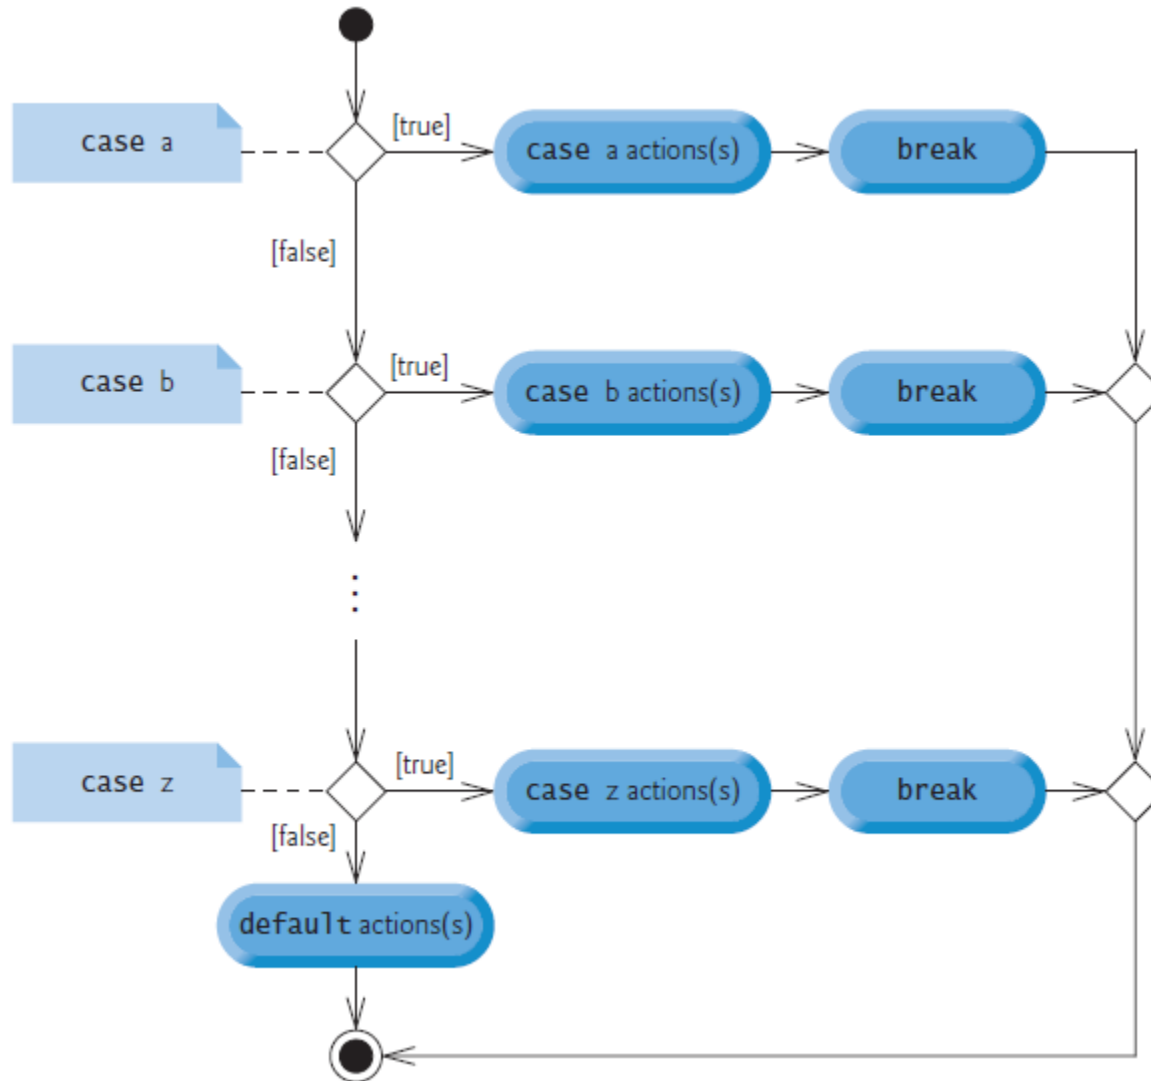 case a
[true]
case a actions(s)
break
[false]
case b
[true]
case b actions(s)
break
[false]
⋮
case z
[true]
case z actions(s)
break
[false]
default actions(s)